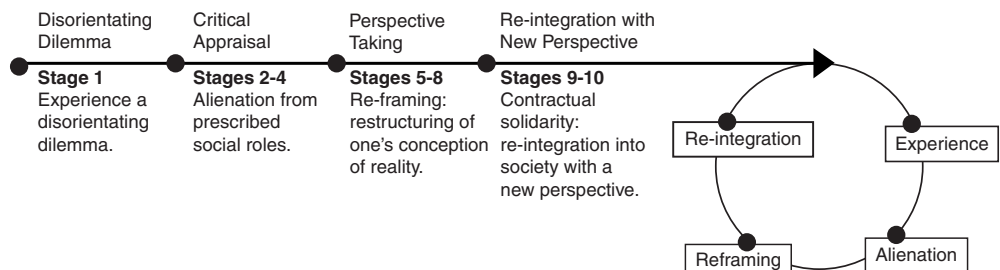 Disorientating
Dilemma
Critical
Appraisal
Perspective
Taking
Re-integration with
New Perspective
Stage 1
Experience a
disorientating
dilemma.
Stages 2-4
Alienation from
prescribed
social roles.
Stages 5-8
Re-framing:
restructuring of
one's conception
of reality.
Stages 9-10
Contractual
solidarity:
re-integration into
society with a
new perspective.
Re-integration
Experience
Reframing
Alienation